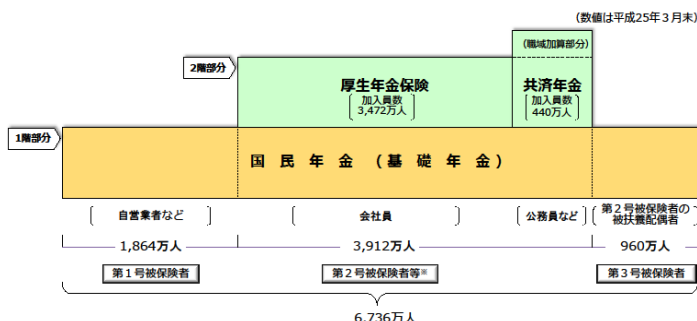 (数値は平成25年3月末)
(職域加算部分)
2階部分
厚生年金保険
共済年金
加入員数
3,472万人
加入員数
440万人
1階部分
国民年金(基礎年金)
自営業者など
会社員
公務員など
第2号被保険者の
被扶養配偶者
1,864万人
3,912万人
960万人
第1号被保険者
第2号被保険者等※
第3号被保険者
6,736万人